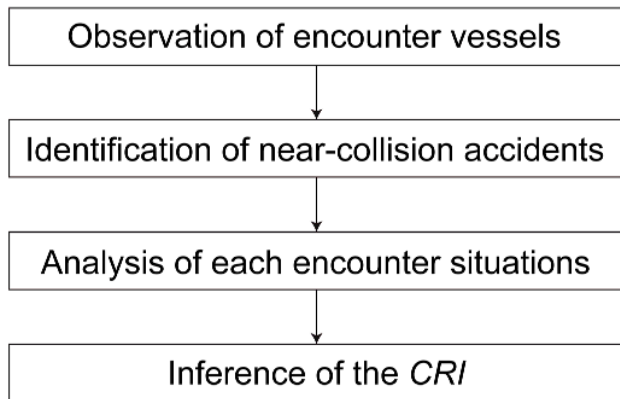 Observation of encounter vessels
Identification of near-collision accidents
Analysis of each encounter situations
Inference of the CRI